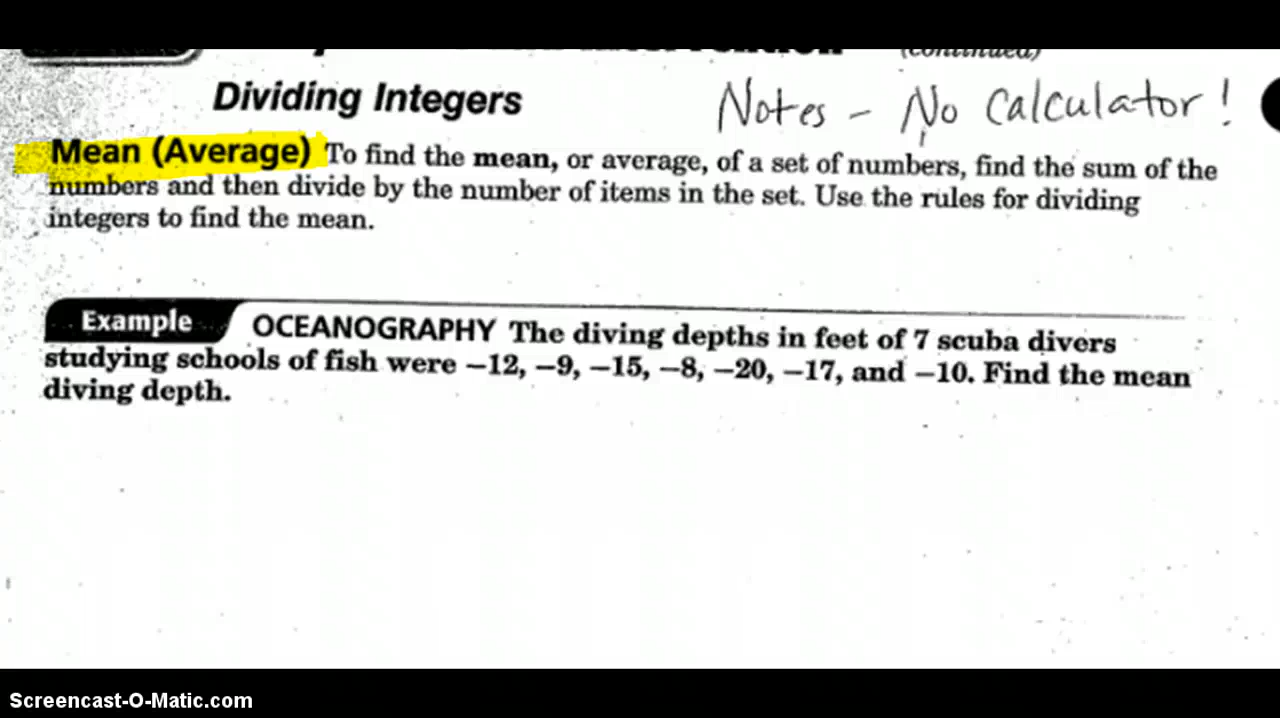 (continued)
Dividing Integers
Notes - No Calculator!
Mean (Average) To find the mean, or average, of a set of numbers, find the sum of the
numbers and then divide by the number of items in the set. Use the rules for dividing
integers to find the mean.
Example OCEANOGRAPHY The diving depths in feet of 7 scuba divers
studying schools of fish were –12, –9, –15, –8, –20, –17, and –10. Find the mean
diving depth.
Screencast-O-Matic.com